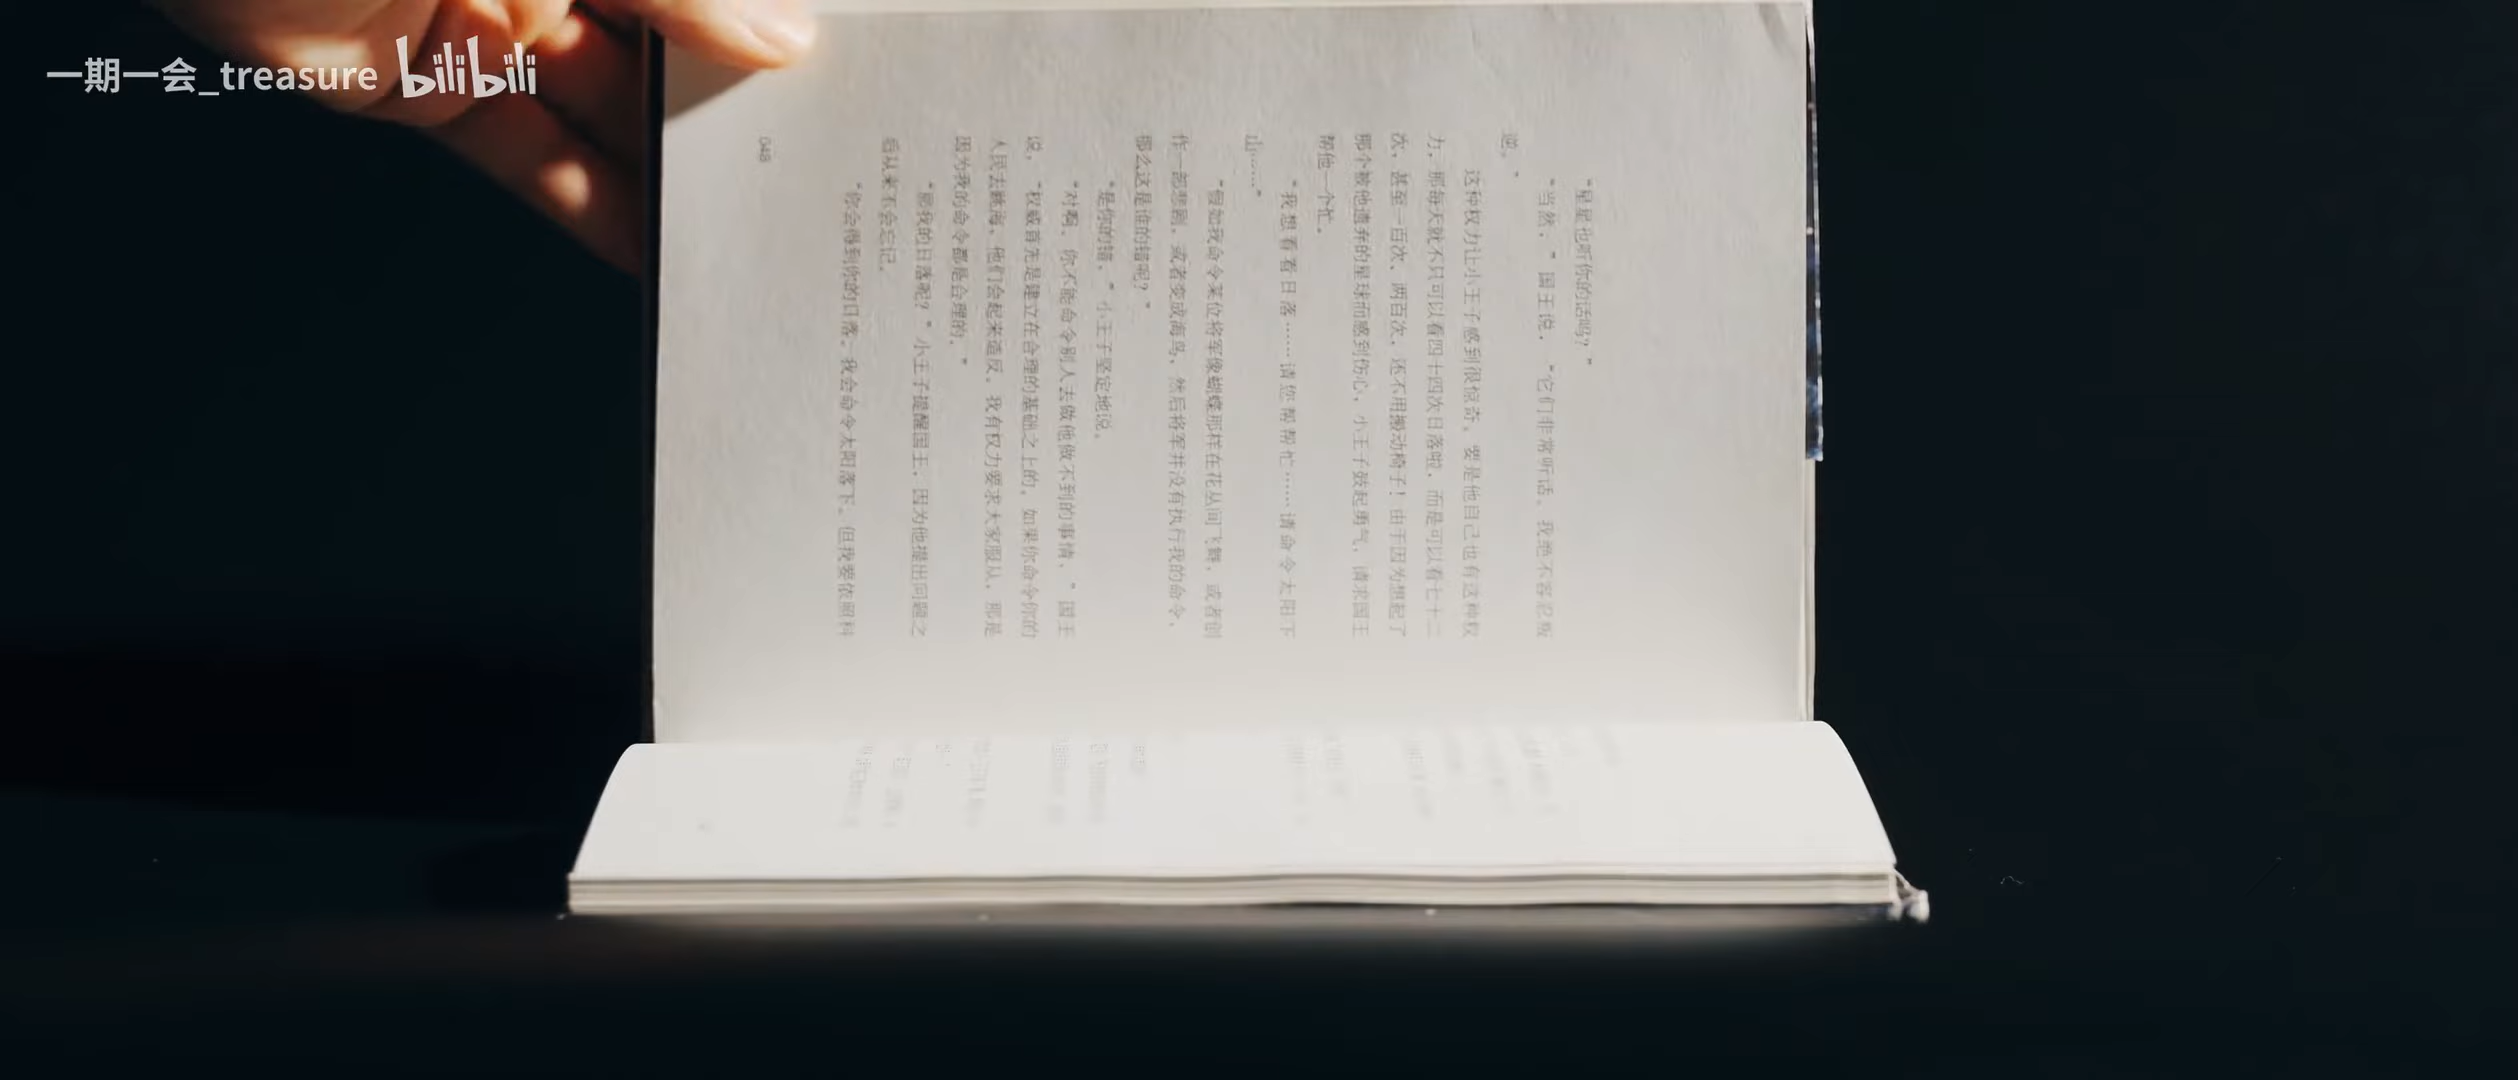 一期一会_treasure bilibili
“星星也听你的话吗？”
“当然，”国王说，“它们非常听话。我绝不容忍叛
逆。”
这种权力让小王子感到很惊奇。要是他自己也有这种权
力，那每天就不只可以看四十四次日落啦，而是可以看七十二
次，甚至一百次、两百次，还不用搬动椅子！由于因为想起了
那个被他遗弃的星球而感到伤心，小王子鼓起勇气，请求国王
帮他一个忙。
“我想看看日落……请您帮帮忙……请命令太阳下
山……”
“假如我命令某位将军像蝴蝶那样在花丛间飞舞，或者创
作一部悲剧，或者变成海鸟，然后将军并没有执行我的命令，
那么这是谁的错呢？”
“是你的错，”小王子坚定地说。
“对啊。你不能命令别人去做他做不到的事情，”国王
说，“权威首先是建立在合理的基础之上的。如果你命令你的
人民去跳海，他们会起来造反。我有权力要求大家服从，那是
因为我的命令都是合理的。”
“那我的日落呢？”小王子提醒国王，因为他提出问题之
后从来不会忘记。
“你会得到你的日落。我会命令太阳落下。但我要依照科
048